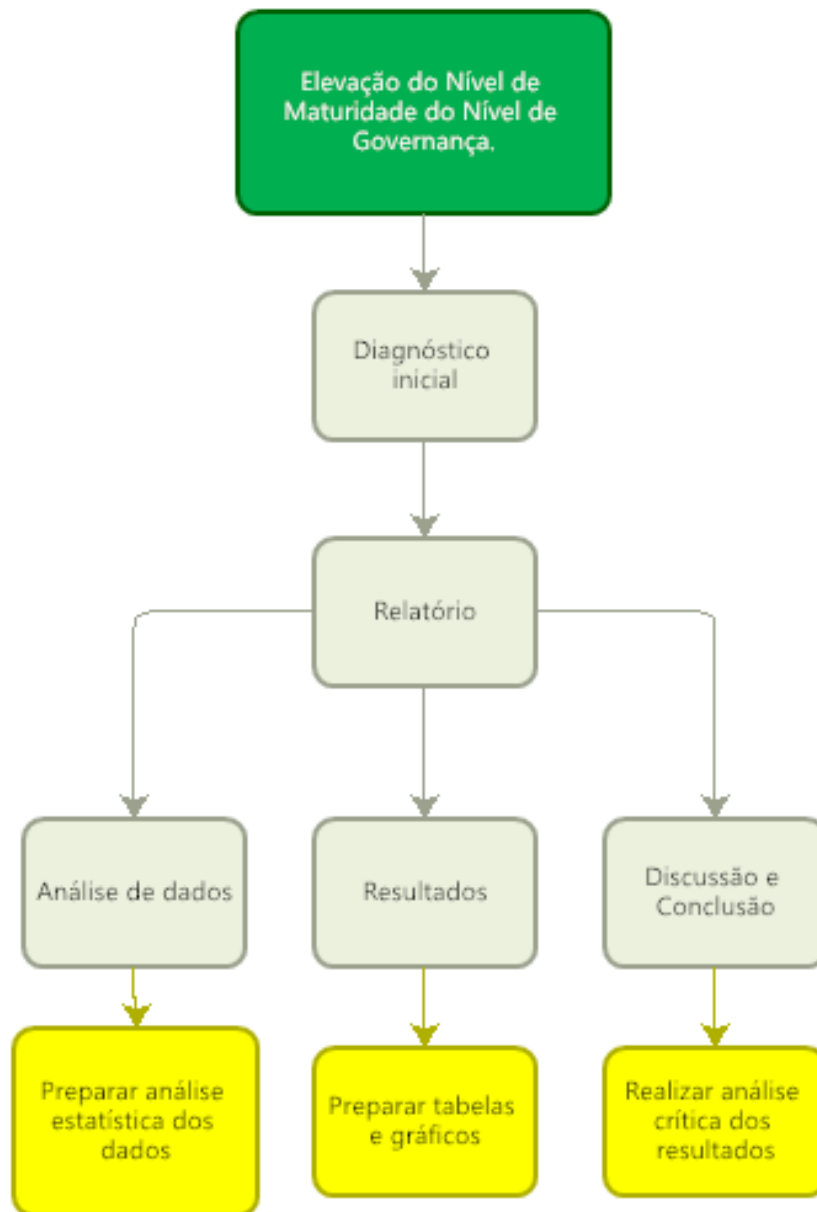 Elevação do Nível de
Maturidade do Nível de
Governança.
Diagnóstico
inicial
Relatório
Análise de dados
Resultados
Discussão e
Conclusão
Preparar análise
estatística dos
dados
Preparar tabelas
e gráficos
Realizar análise
crítica dos
resultados